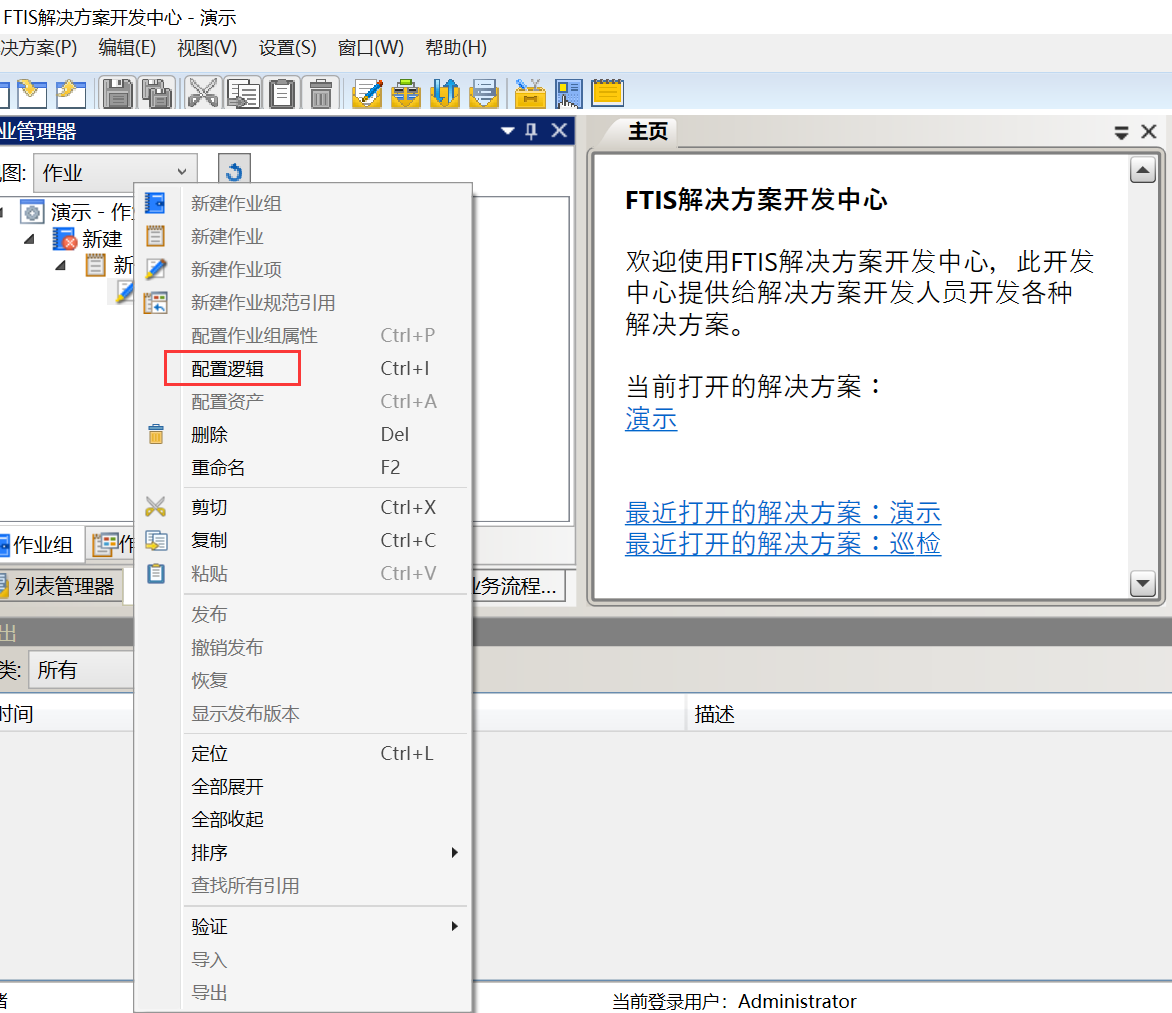 FTIS解决方案开发中心 - 演示
决方案(P) 编辑(E) 视图(V) 设置(S) 窗口(W) 帮助(H)
业管理器
图: 作业
演示 - 作
新建
新
新建作业组
新建作业
新建作业项
新建作业规范引用
配置作业组属性 Ctrl+P
配置逻辑 Ctrl+I
配置资产 Ctrl+A
删除 Del
重命名 F2
剪切 Ctrl+X
复制 Ctrl+C
粘贴 Ctrl+V
发布
撤销发布
恢复
显示发布版本
定位 Ctrl+L
全部展开
全部收起
排序
查找所有引用
验证
导入
导出
作业组 作
列表管理器 业务流程...
主页
FTIS解决方案开发中心
欢迎使用FTIS解决方案开发中心，此开发
中心提供给解决方案开发人员开发各种
解决方案。
当前打开的解决方案：
演示
最近打开的解决方案：演示
最近打开的解决方案：巡检
出
类: 所有
时间 描述
绪 当前登录用户：Administrator